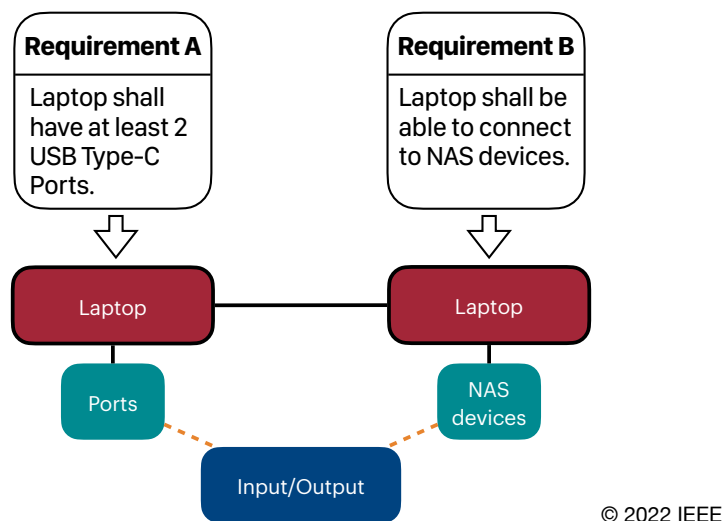 Requirement A
Laptop shall
have at least 2
USB Type-C
Ports.
Requirement B
Laptop shall be
able to connect
to NAS devices.
Laptop
Laptop
Ports
NAS
devices
Input/Output
© 2022 IEEE